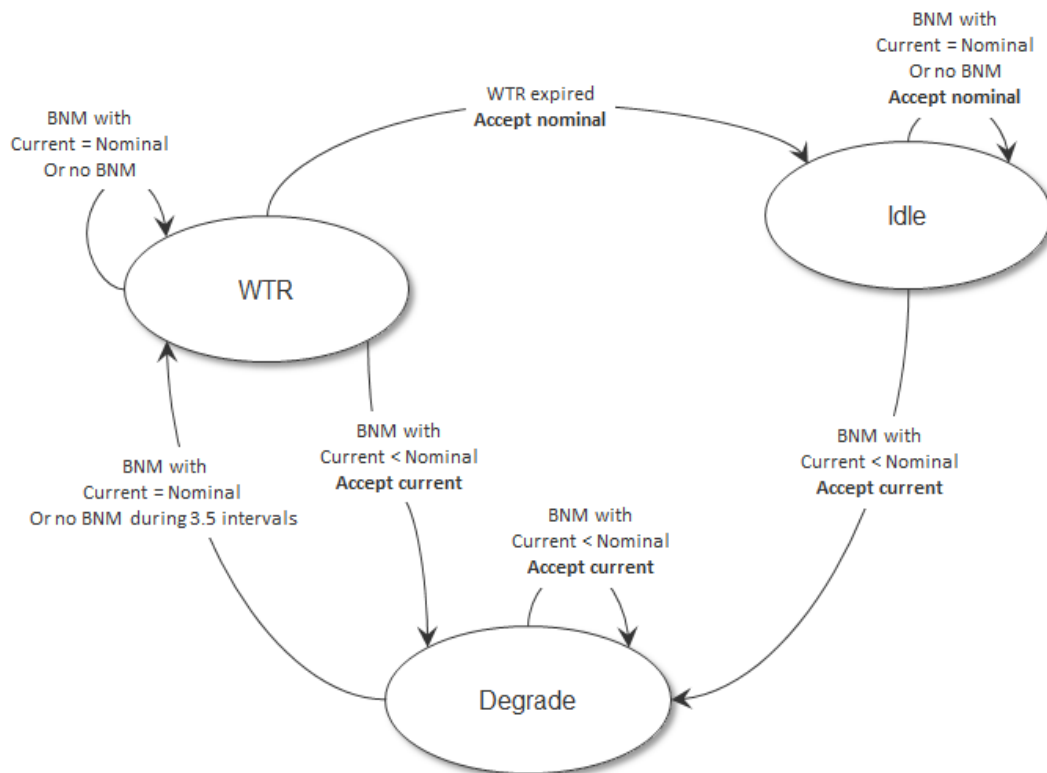 BNM with
Current = Nominal
Or no BNM
Accept nominal
WTR expired
Accept nominal
BNM with
Current = Nominal
Or no BNM
Idle
WTR
BNM with
Current < Nominal
Accept current
BNM with
Current < Nominal
Accept current
BNM with
Current = Nominal
Or no BNM during 3.5 intervals
BNM with
Current < Nominal
Accept current
Degrade